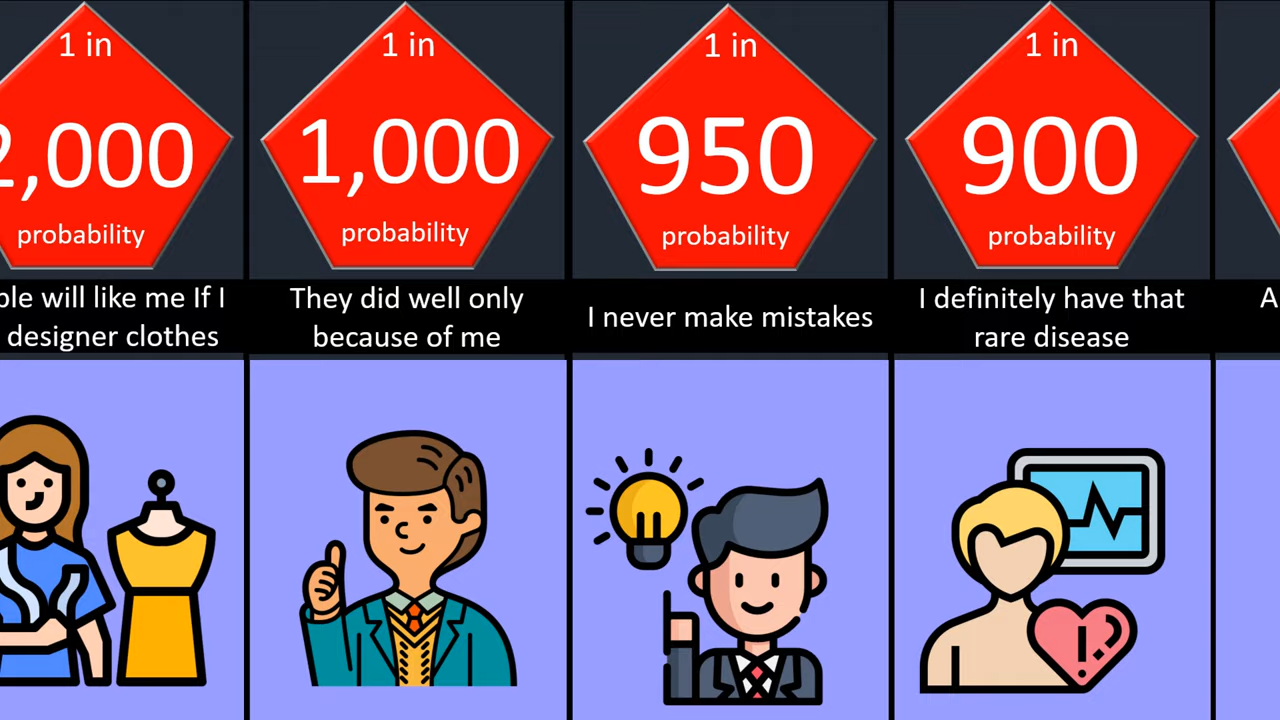 1 in
2,000
probability
will like me If I
designer clothes
1 in
1,000
probability
They did well only
because of me
1 in
950
probability
I never make mistakes
1 in
900
probability
I definitely have that
rare disease
A